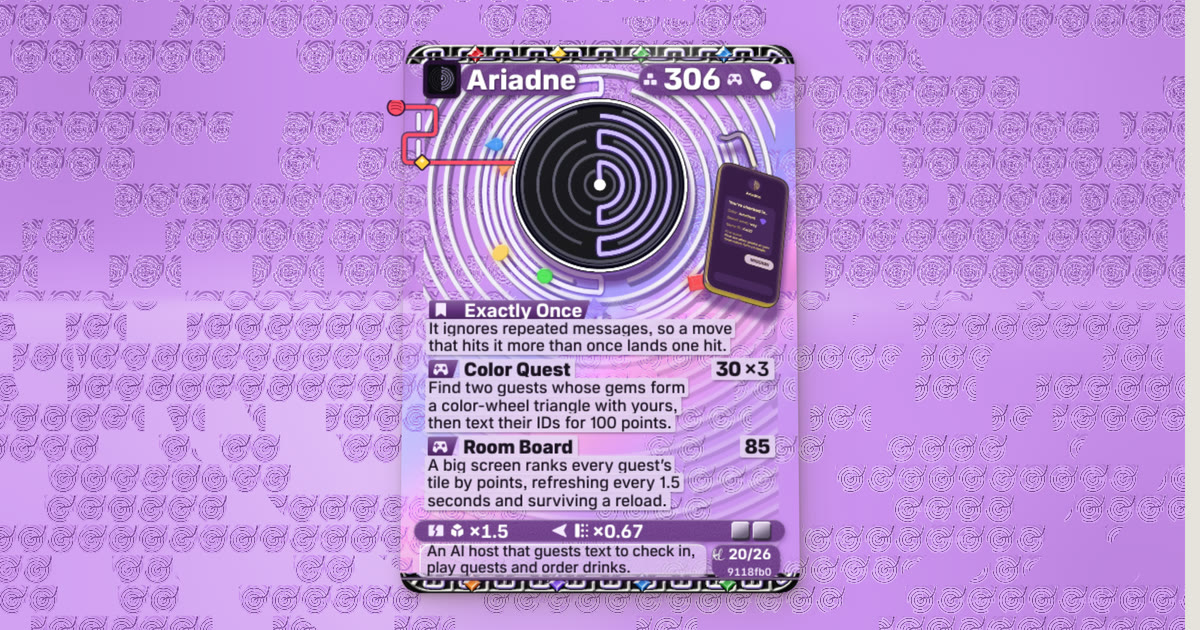 Ariadne
306
Exactly Once
It ignores repeated messages, so a move
that hits it more than once lands one hit.
Color Quest
30 ×3
Find two guests whose gems form
a color-wheel triangle with yours,
then text their IDs for 100 points.
Room Board
85
A big screen ranks every guest's
tile by points, refreshing every 1.5
seconds and surviving a reload.
×1.5
×0.67
An AI host that guests text to check in,
play quests and order drinks.
20/26
9118fb0